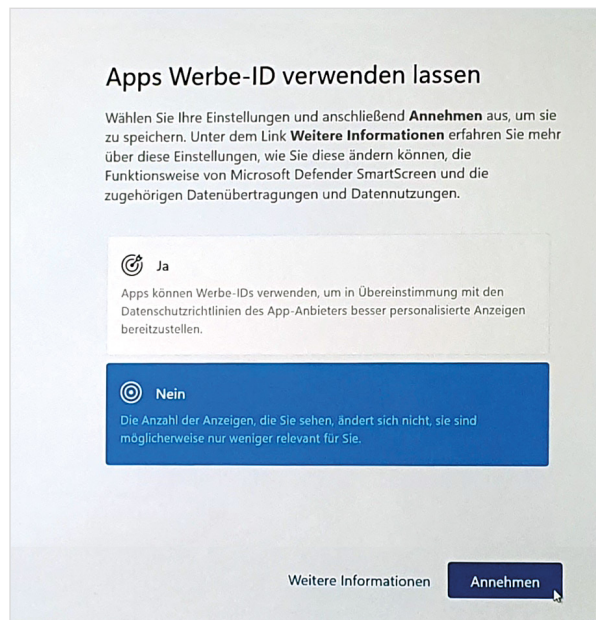 Apps Werbe-ID verwenden lassen
Wählen Sie Ihre Einstellungen und anschließend Annehmen aus, um sie
zu speichern. Unter dem Link Weitere Informationen erfahren Sie mehr
über diese Einstellungen, wie Sie diese ändern können, die
Funktionsweise von Microsoft Defender SmartScreen und die
zugehörigen Datenübertragungen und Datennutzungen.
Ja
Apps können Werbe-IDs verwenden, um in Übereinstimmung mit den
Datenschutzrichtlinien des App-Anbieters besser personalisierte Anzeigen
bereitzustellen.
Nein
Die Anzahl der Anzeigen, die Sie sehen, ändert sich nicht, sie sind
möglicherweise nur weniger relevant für Sie.
Weitere Informationen
Annehmen